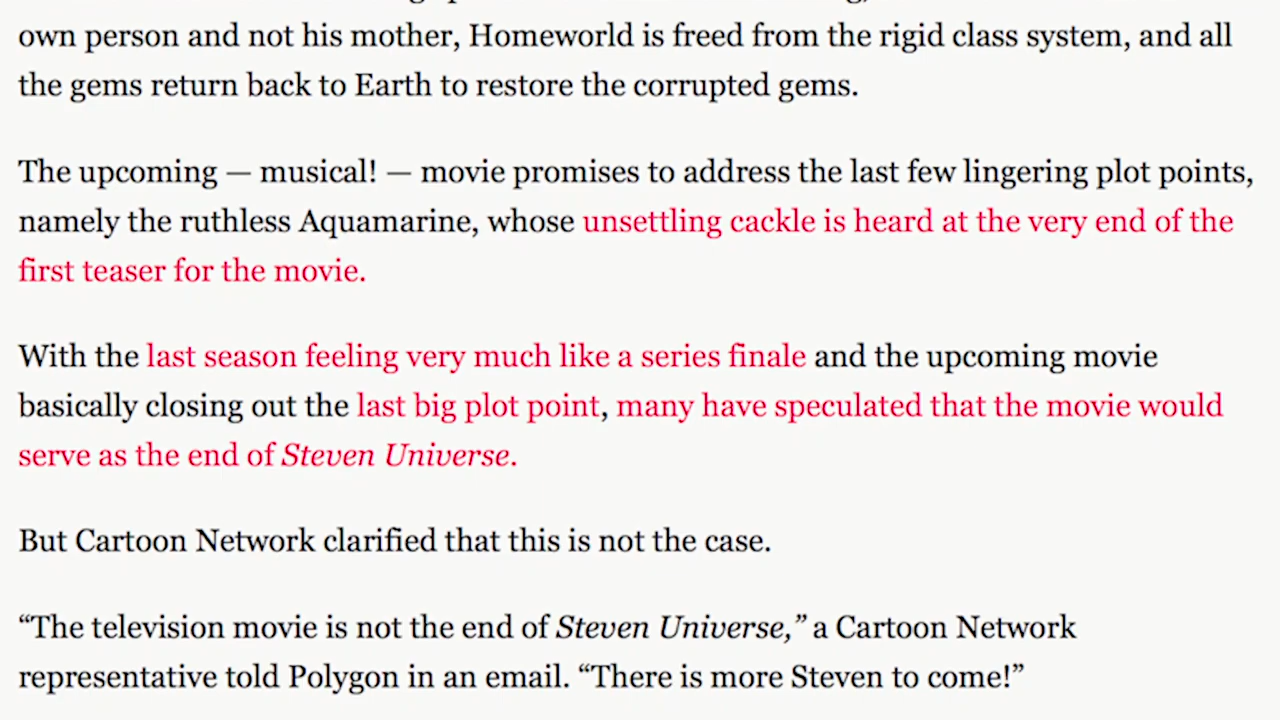 own person and not his mother, Homeworld is freed from the rigid class system, and all
the gems return back to Earth to restore the corrupted gems.
The upcoming — musical! — movie promises to address the last few lingering plot points,
namely the ruthless Aquamarine, whose unsettling cackle is heard at the very end of the
first teaser for the movie.
With the last season feeling very much like a series finale and the upcoming movie
basically closing out the last big plot point, many have speculated that the movie would
serve as the end of Steven Universe.
But Cartoon Network clarified that this is not the case.
“The television movie is not the end of Steven Universe,” a Cartoon Network
representative told Polygon in an email. “There is more Steven to come!”